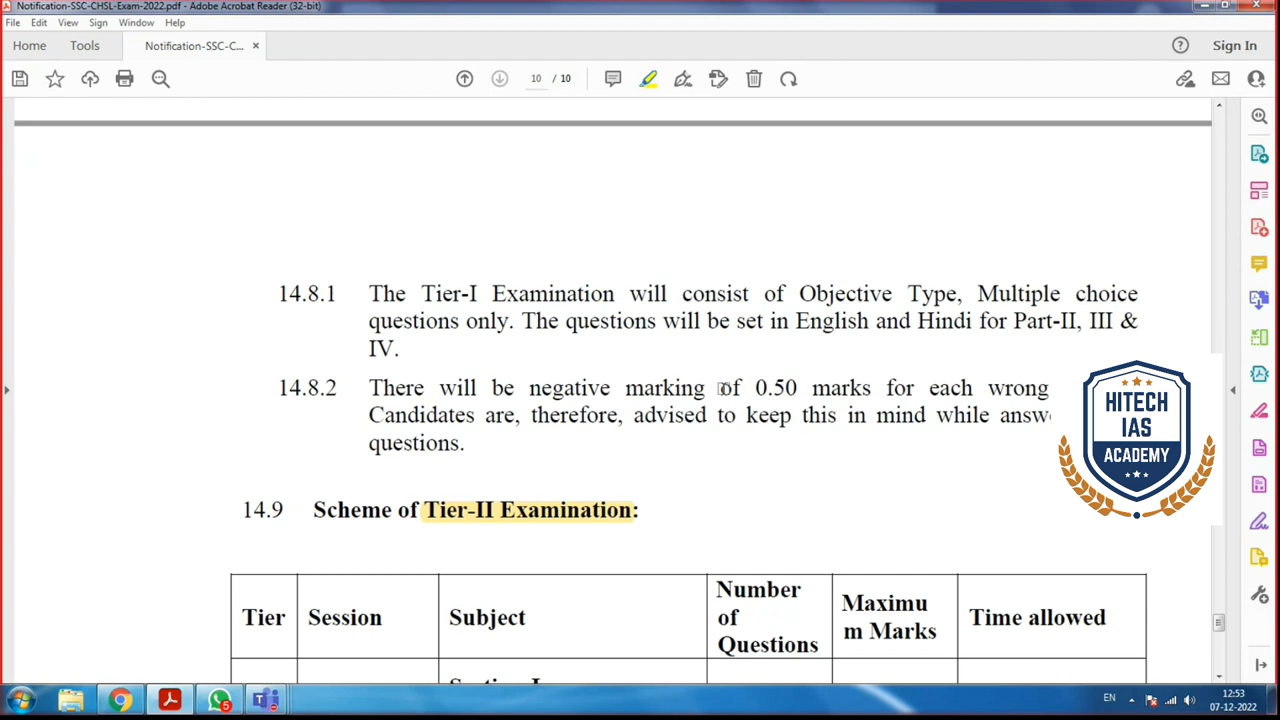 Notification-SSC-CHSL-Exam-2022.pdf - Adobe Acrobat Reader (32-bit)
File Edit View Sign Window Help
Home Tools Notification-SSC-C... × Sign In
10 / 10
14.8.1 The Tier-I Examination will consist of Objective Type, Multiple choice
questions only. The questions will be set in English and Hindi for Part-II, III &
IV.
14.8.2 There will be negative marking of 0.50 marks for each wrong
Candidates are, therefore, advised to keep this in mind while answe
questions.
HITECH
IAS
ACADEMY
14.9 Scheme of Tier-II Examination:
Tier Session Subject Number of Questions Maximu m Marks Time allowed
EN
12:53
07-12-2022